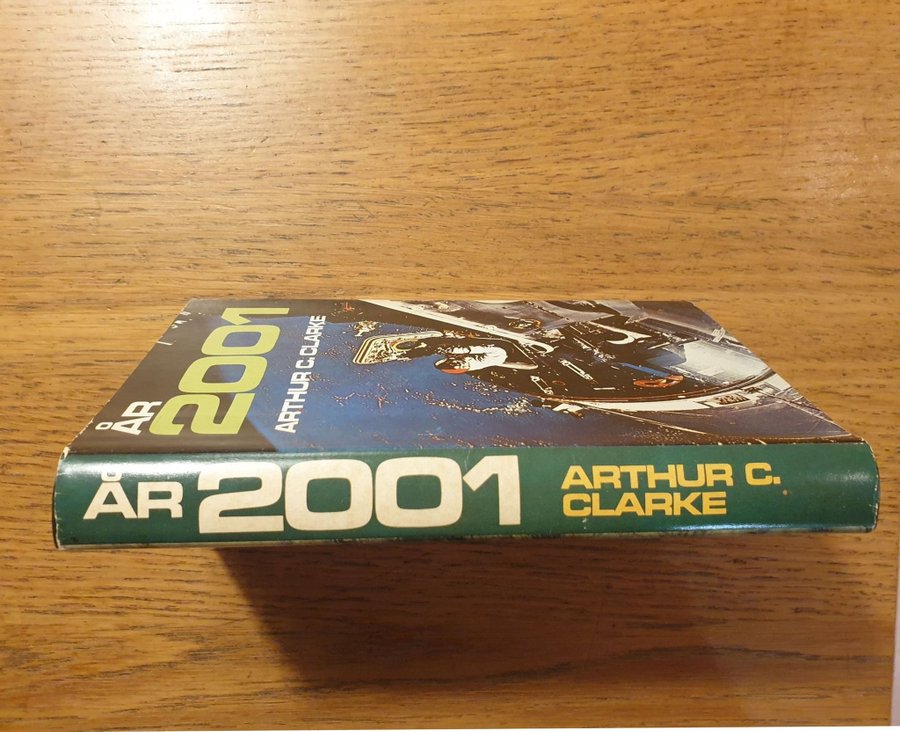 ÅR
2001
ARTHUR C. CLARKE
ÅR 2001
ARTHUR C.
CLARKE